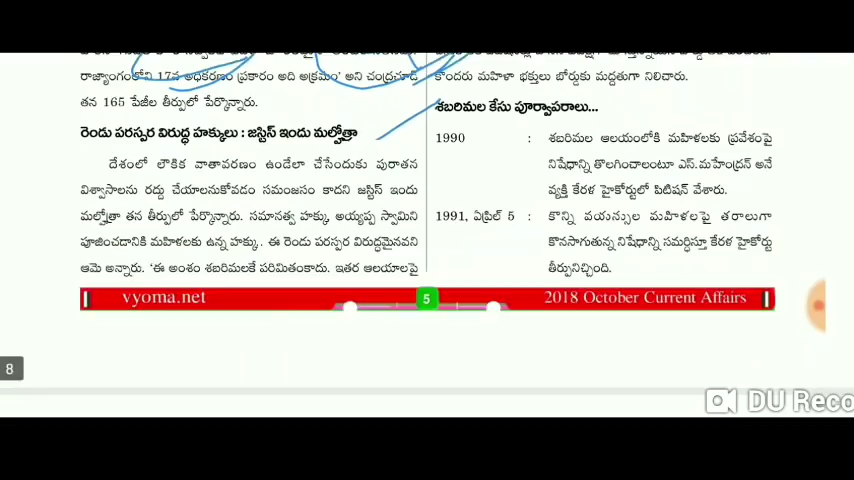 రాజ్యాంగంలోని 17వ అధికరణం ప్రకారం అది అక్రమం' అని చంద్రచూడ్
తన 165 పేజీల తీర్పులో పేర్కొన్నారు.
రెండు పరస్పర విరుద్ధ హక్కులు : జస్టిస్ ఇందు మల్హోత్రా
దేశంలో లౌకిక వాతావరణం ఉండేలా చేసేందుకు పురాతన
విశ్వాసాలను రద్దు చేయాలనుకోవడం సమంజసం కాదని జస్టిస్ ఇందు
మల్హోత్రా తన తీర్పులో పేర్కొన్నారు. సమానత్వ హక్కు అయ్యప్ప స్వామిని
పూజించడానికి మహిళలకు ఉన్న హక్కు.. ఈ రెండు పరస్పర విరుద్ధమైనవని
ఆమె అన్నారు. 'ఈ అంశం శబరిమలకే పరిమితంకాదు. ఇతర ఆలయాలపై
కొందరు మహిళా భక్తులు బోర్డుకు మద్దతుగా నిలిచారు.
శబరిమల కేసు పూర్వాపరాలు...
1990 : శబరిమల ఆలయంలోకి మహిళలకు ప్రవేశంపై
నిషేధాన్ని తొలగించాలంటూ ఎస్.మహేంద్రన్ అనే
వ్యక్తి కేరళ హైకోర్టులో పిటిషన్ వేశారు.
1991, ఏప్రిల్ 5 : కొన్ని వయస్సుల మహిళలపై తరాలుగా
కొనసాగుతున్న నిషేధాన్ని సమర్ధిస్తూ కేరళ హైకోర్టు
తీర్పునిచ్చింది.
vyoma.net 5 2018 October Current Affairs
8
DU Reco